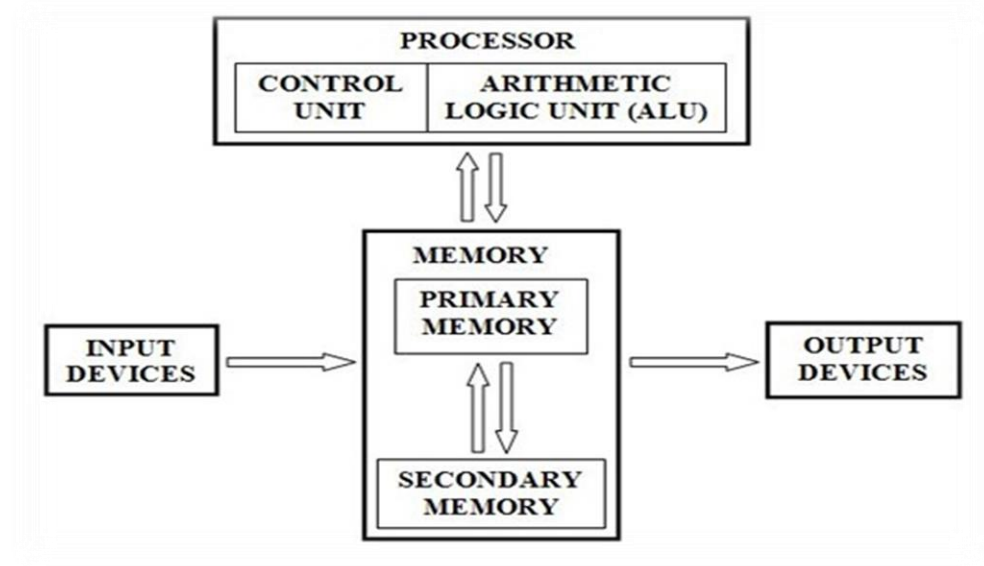 PROCESSOR
CONTROL
UNIT
ARITHMETIC
LOGIC UNIT (ALU)
MEMORY
PRIMARY
MEMORY
INPUT
DEVICES
OUTPUT
DEVICES
SECONDARY
MEMORY